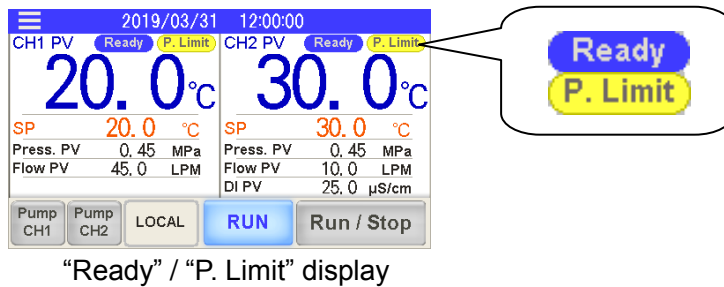 2019/03/31 12:00:00
CH1 PV Ready P. Limit CH2 PV Ready P. Limit
20. 0 ℃ 30. 0 ℃
SP 20. 0 ℃ SP 30. 0 ℃
Press. PV 0. 45 MPa Press. PV 0. 45 MPa
Flow PV 45. 0 LPM Flow PV 10. 0 LPM
DI PV 25. 0 µS/cm
Pump CH1 Pump CH2 LOCAL RUN Run / Stop
Ready
P. Limit
“Ready” / “P. Limit” display